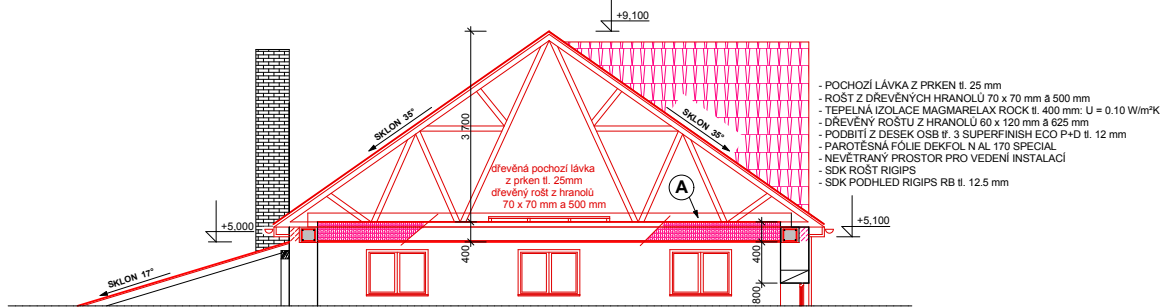 +9,100
- POCHOZÍ LÁVKA Z PRKEN tl. 25 mm
- ROŠT Z DŘEVĚNÝCH HRANOLŮ 70 x 70 mm ā 500 mm
- TEPELNÁ IZOLACE MAGMARELAX ROCK tl. 400 mm: U = 0.10 W/m²K
- DŘEVĚNÝ ROŠTU Z HRANOLŮ 60 x 120 mm ā 625 mm
- PODBITÍ Z DESEK OSB tř. 3 SUPERFINISH ECO P+D tl. 12 mm
- PAROTĚSNÁ FÓLIE DEKFOL N AL 170 SPECIAL
- NEVĚTRANÝ PROSTOR PRO VEDENÍ INSTALACÍ
- SDK ROŠT RIGIPS
- SDK PODHLED RIGIPS RB tl. 12.5 mm
SKLON 35°
3 700
SKLON 35°
dřevěná pochozí lávka
z prken tl. 25mm
dřevěný rošt z hranolů
70 x 70 mm a 500 mm
A
+5,000
+5,100
400
400
SKLON 17°
800